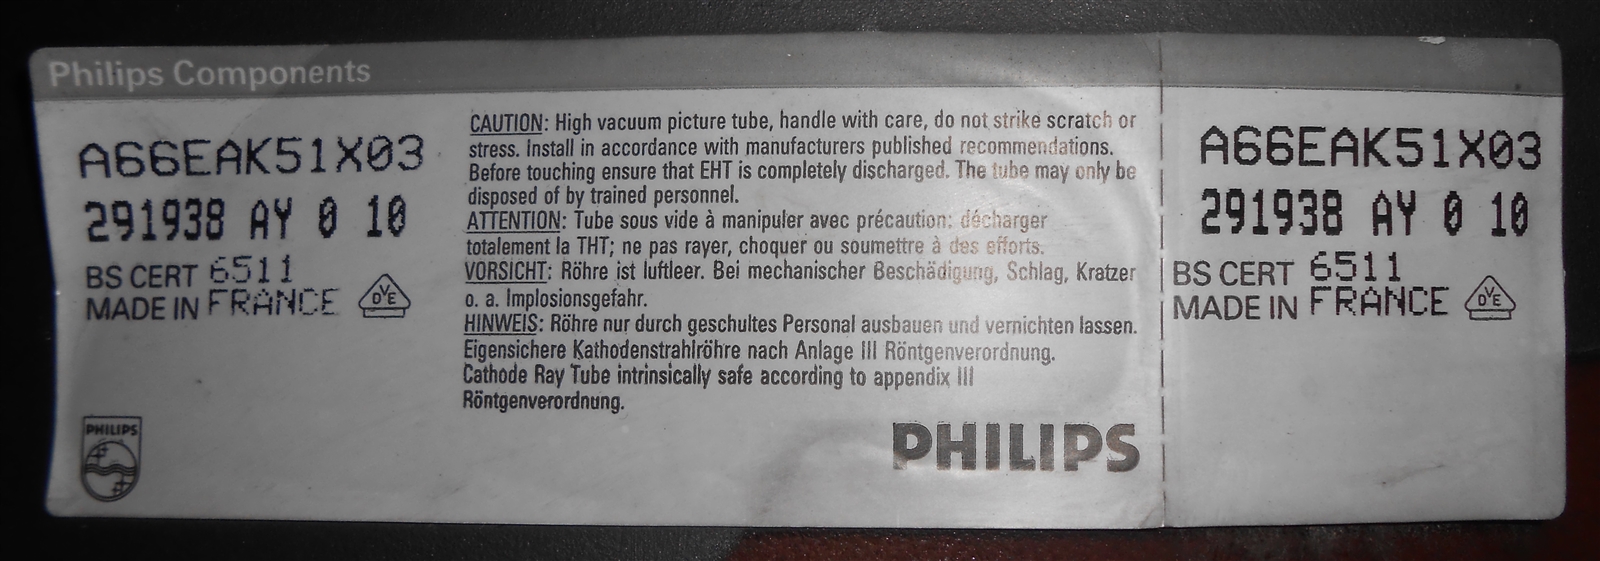 Philips Components
A66EAK51X03
291938 AY 0 10
BS CERT 6511
MADE IN FRANCE
DVE
PHILIPS
CAUTION: High vacuum picture tube, handle with care, do not strike scratch or
stress. Install in accordance with manufacturers published recommendations.
Before touching ensure that EHT is completely discharged. The tube may only be
disposed of by trained personnel.
ATTENTION: Tube sous vide à manipuler avec précaution: décharger
totalement la THT; ne pas rayer, choquer ou soumettre à des efforts.
VORSICHT: Röhre ist luftleer. Bei mechanischer Beschädigung, Schlag, Kratzer
o. a. Implosionsgefahr.
HINWEIS: Röhre nur durch geschultes Personal ausbauen und vernichten lassen.
Eigensichere Kathodenstrahlröhre nach Anlage III Röntgenverordnung.
Cathode Ray Tube intrinsically safe according to appendix III
Röntgenverordnung.
PHILIPS
A66EAK51X03
291938 AY 0 10
BS CERT 6511
MADE IN FRANCE
DVE